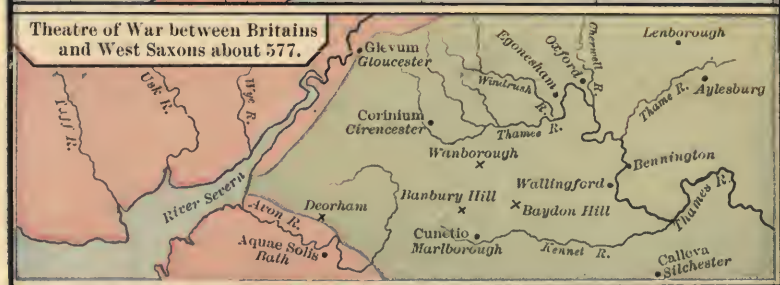 Theatre of War between Britains
and West Saxons about 577.
Glevum
Gloucester
Egonesham
Oxford
Cherwell R.
Lenborough
Taff R.
Usk R.
Wye R.
Windrush R.
Thame R.
Aylesburg
Corinium
Cirencester
Thames R.
Wanborough
Bennington
River Severn
Wallingford
Avon R.
Deorham
Banbury Hill
Baydon Hill
Thames R.
Aquae Solis
Bath
Cunetio
Marlborough
Kennet R.
Calleva
Silchester